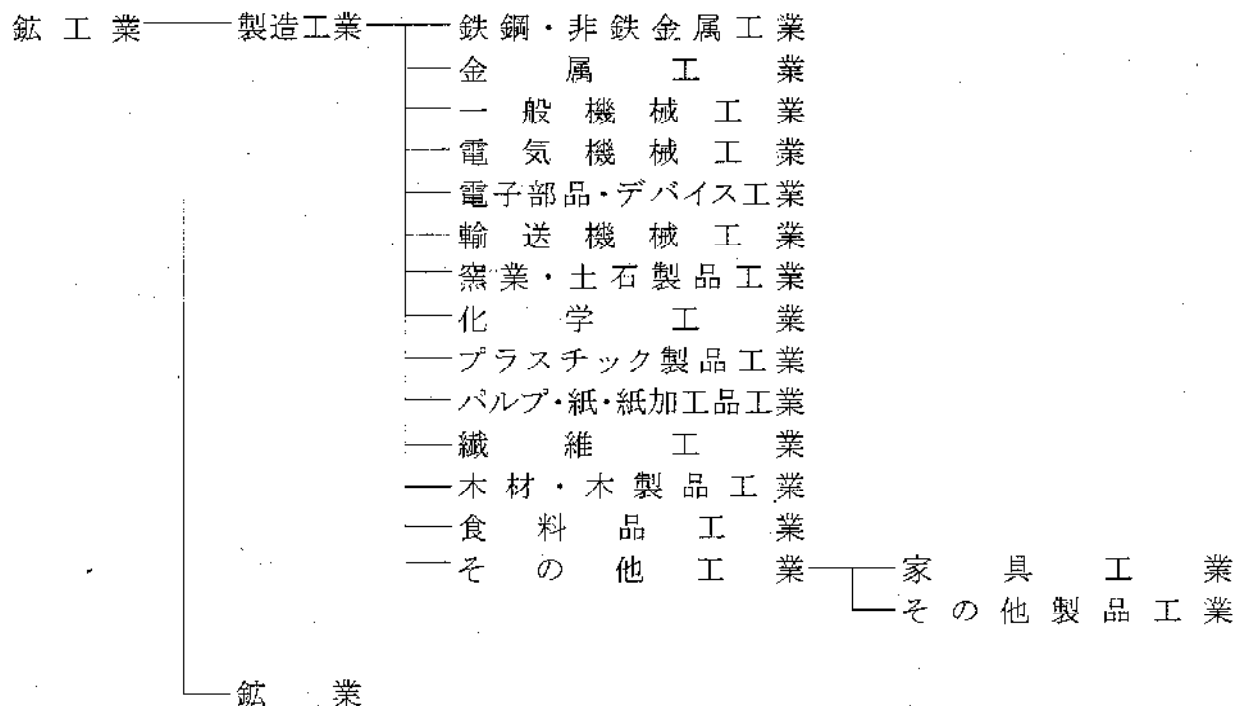 鉱工業 製造工業 鉄鋼・非鉄金属工業
金属工業
一般機械工業
電気機械工業
電子部品・デバイス工業
輸送機械工業
窯業・土石製品工業
化学工業
プラスチック製品工業
パルプ・紙・紙加工品工業
繊維工業
木材・木製品工業
食料品工業
その他工業 家具工業
その他製品工業
鉱業